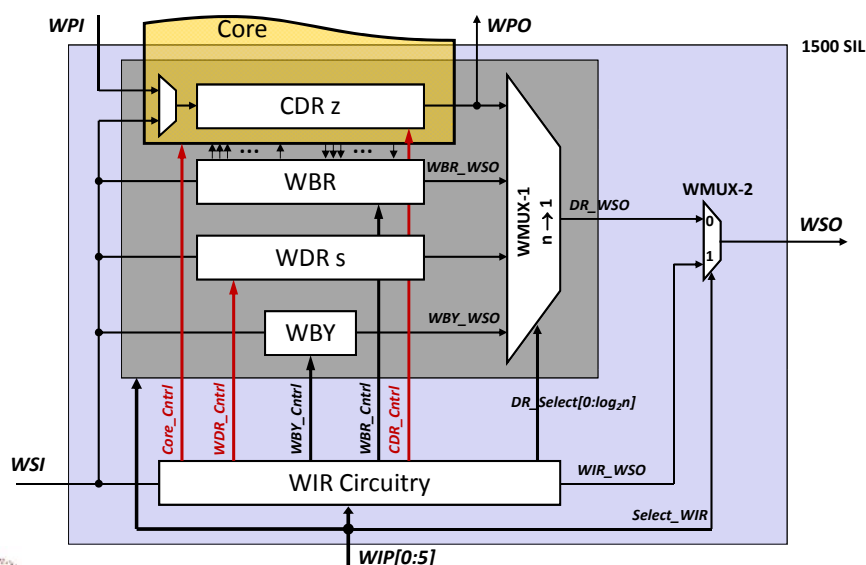 WPI
Core
WPO
1500 SIL
CDR z
...
...
WBR
WBR_WSO
WMUX-1
n → 1
WMUX-2
DR_WSO
0
1
WSO
WDR s
WBY
WBY_WSO
Core_Cntrl
WDR_Cntrl
WBY_Cntrl
WBR_Cntrl
CDR_Cntrl
DR_Select[0:log₂n]
WSI
WIR Circuitry
WIR_WSO
Select_WIR
WIP[0:5]